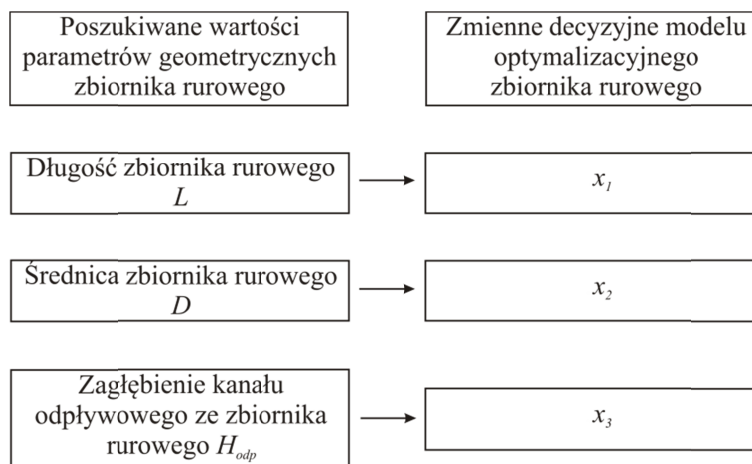 Poszukiwane wartości
parametrów geometrycznych
zbiornika rurowego
Zmienne decyzyjne modelu
optymalizacyjnego
zbiornika rurowego
Długość zbiornika rurowego
L
x₁
Średnica zbiornika rurowego
D
x₂
Zagłębienie kanału
odpływowego ze zbiornika
rurowego H_odp
x₃